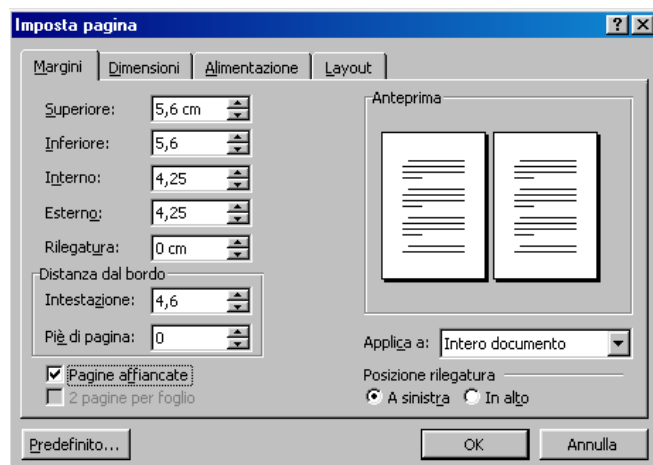 Imposta pagina
Margini Dimensioni Alimentazione Layout
Superiore: 5,6 cm
Inferiore: 5,6
Interno: 4,25
Esterno: 4,25
Rilegatura: 0 cm
Distanza dal bordo
Intestazione: 4,6
Piè di pagina: 0
Pagine affiancate
2 pagine per foglio
Anteprima
Applica a: Intero documento
Posizione rilegatura
A sinistra In alto
Predefinito... OK Annulla